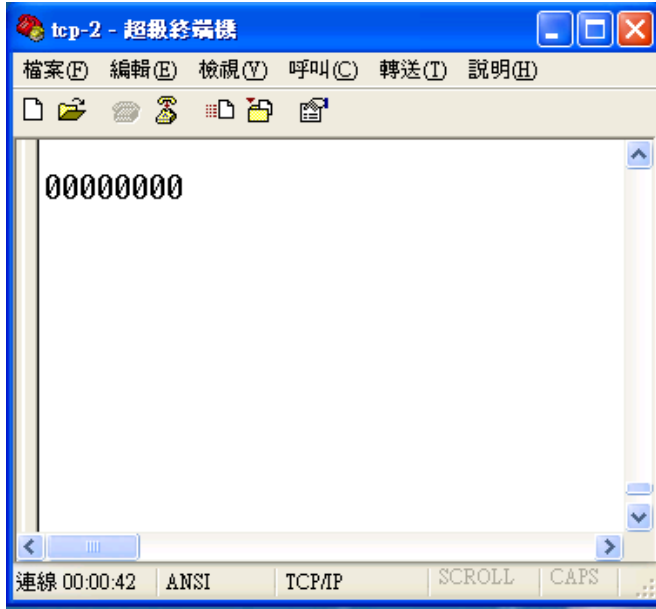 tcp-2 - 超級終端機
檔案(F) 編輯(E) 檢視(V) 呼叫(C) 轉送(T) 說明(H)
00000000
連線 00:00:42 ANSI TCP/IP SCROLL CAPS